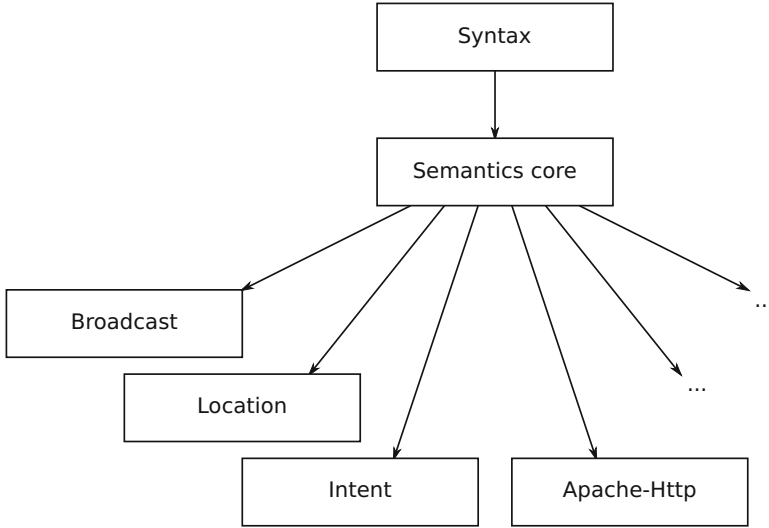 Syntax
Semantics core
Broadcast
..
Location
...
Intent
Apache-Http